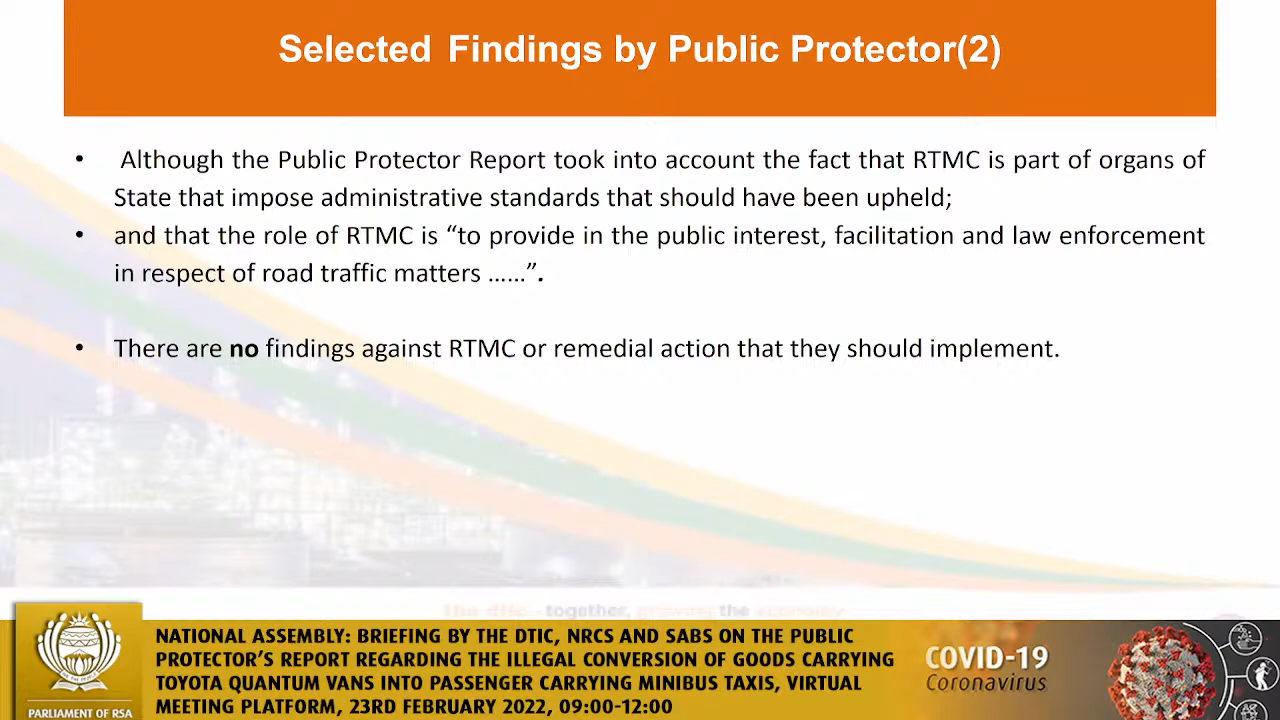 Selected Findings by Public Protector(2)
• Although the Public Protector Report took into account the fact that RTMC is part of organs of
State that impose administrative standards that should have been upheld;
• and that the role of RTMC is “to provide in the public interest, facilitation and law enforcement
in respect of road traffic matters ......”.
• There are no findings against RTMC or remedial action that they should implement.
the dtic - together, growing the economy
NATIONAL ASSEMBLY: BRIEFING BY THE DTIC, NRCS AND SABS ON THE PUBLIC
PROTECTOR’S REPORT REGARDING THE ILLEGAL CONVERSION OF GOODS CARRYING
TOYOTA QUANTUM VANS INTO PASSENGER CARRYING MINIBUS TAXIS, VIRTUAL
MEETING PLATFORM, 23RD FEBRUARY 2022, 09:00-12:00
PARLIAMENT OF RSA
COVID-19
Coronavirus